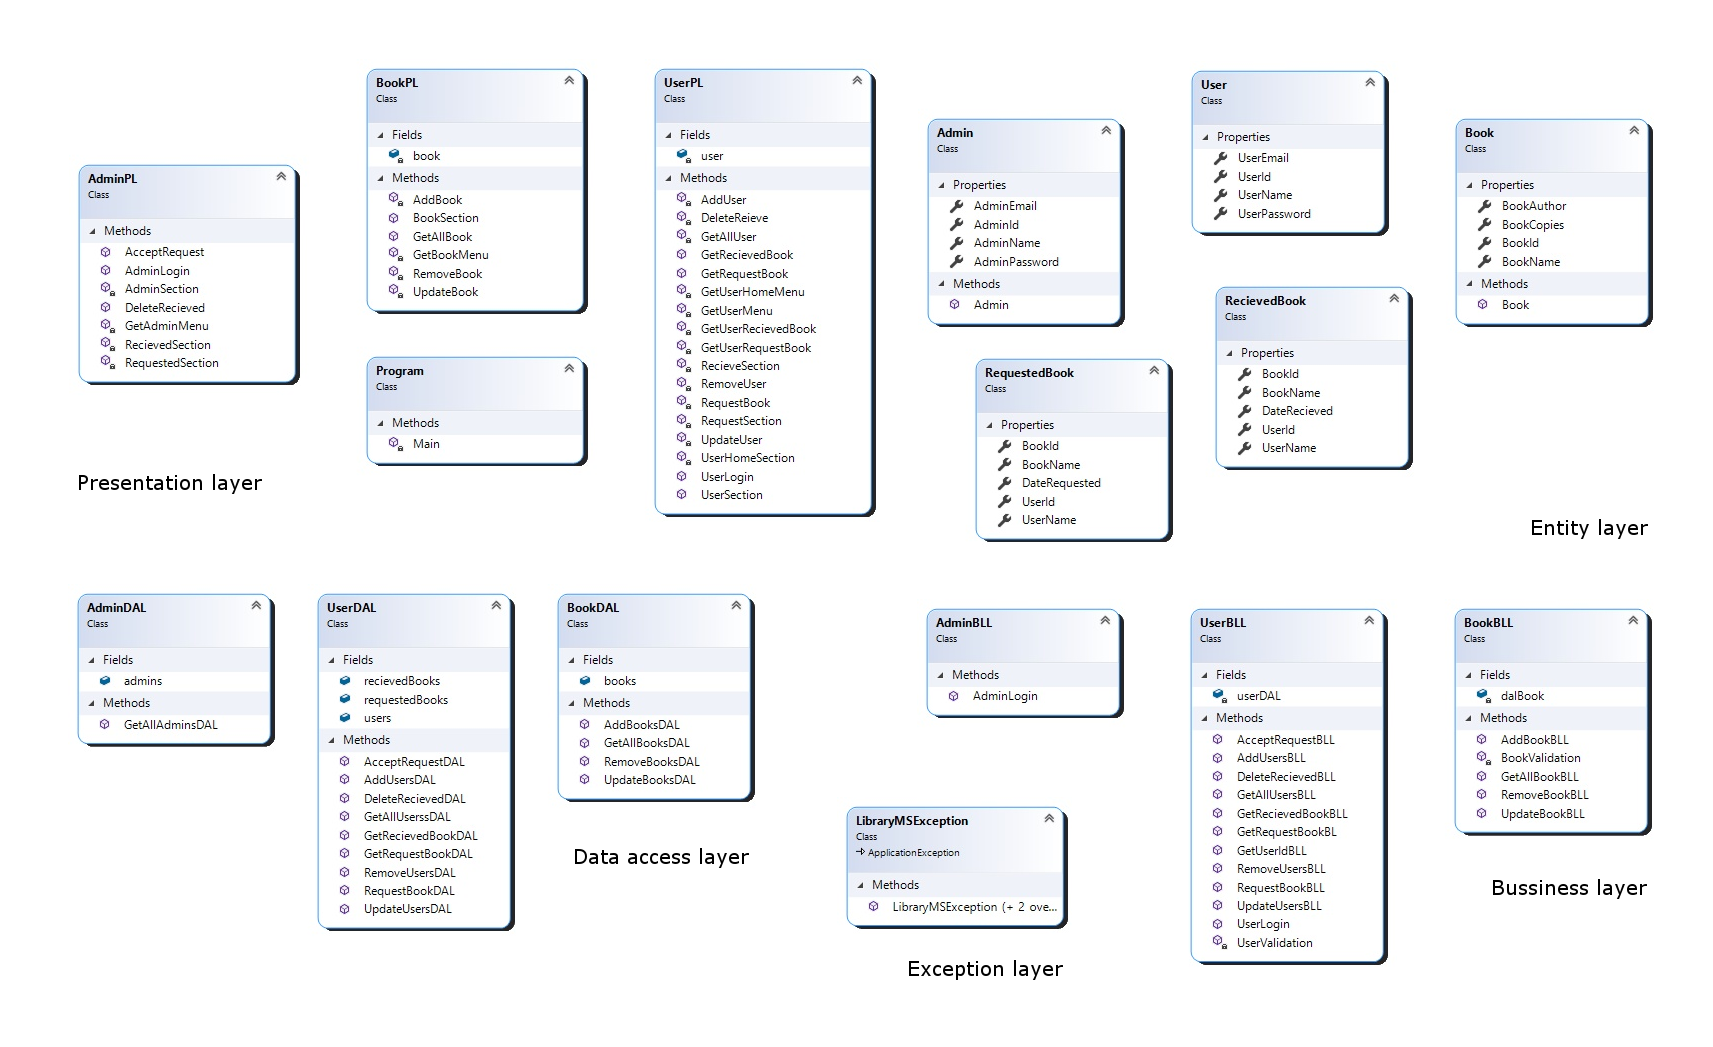 AdminPL
Class
Methods
AcceptRequest
AdminLogin
AdminSection
DeleteRecieved
GetAdminMenu
RecievedSection
RequestedSection
BookPL
Class
Fields
book
Methods
AddBook
BookSection
GetAllBook
GetBookMenu
RemoveBook
UpdateBook
Program
Class
Methods
Main
UserPL
Class
Fields
user
Methods
AddUser
DeleteReieve
GetAllUser
GetRecievedBook
GetRequestBook
GetUserHomeMenu
GetUserMenu
GetUserRecievedBook
GetUserRequestBook
RecieveSection
RemoveUser
RequestBook
RequestSection
UpdateUser
UserHomeSection
UserLogin
UserSection
Presentation layer
Admin
Class
Properties
AdminEmail
AdminId
AdminName
AdminPassword
Methods
Admin
User
Class
Properties
UserEmail
UserId
UserName
UserPassword
Book
Class
Properties
BookAuthor
BookCopies
BookId
BookName
Methods
Book
RequestedBook
Class
Properties
BookId
BookName
DateRequested
UserId
UserName
RecievedBook
Class
Properties
BookId
BookName
DateRecieved
UserId
UserName
Entity layer
AdminDAL
Class
Fields
admins
Methods
GetAllAdminsDAL
UserDAL
Class
Fields
recievedBooks
requestedBooks
users
Methods
AcceptRequestDAL
AddUsersDAL
DeleteRecievedDAL
GetAllUserssDAL
GetRecievedBookDAL
GetRequestBookDAL
RemoveUsersDAL
RequestBookDAL
UpdateUsersDAL
BookDAL
Class
Fields
books
Methods
AddBooksDAL
GetAllBooksDAL
RemoveBooksDAL
UpdateBooksDAL
Data access layer
LibraryMSException
Class
ApplicationException
Methods
LibraryMSException (+ 2 ove...
Exception layer
AdminBLL
Class
Methods
AdminLogin
UserBLL
Class
Fields
userDAL
Methods
AcceptRequestBLL
AddUsersBLL
DeleteRecievedBLL
GetAllUsersBLL
GetRecievedBookBLL
GetRequestBookBL
GetUserIdBLL
RemoveUsersBLL
RequestBookBLL
UpdateUsersBLL
UserLogin
UserValidation
BookBLL
Class
Fields
dalBook
Methods
AddBookBLL
BookValidation
GetAllBookBLL
RemoveBookBLL
UpdateBookBLL
Bussiness layer